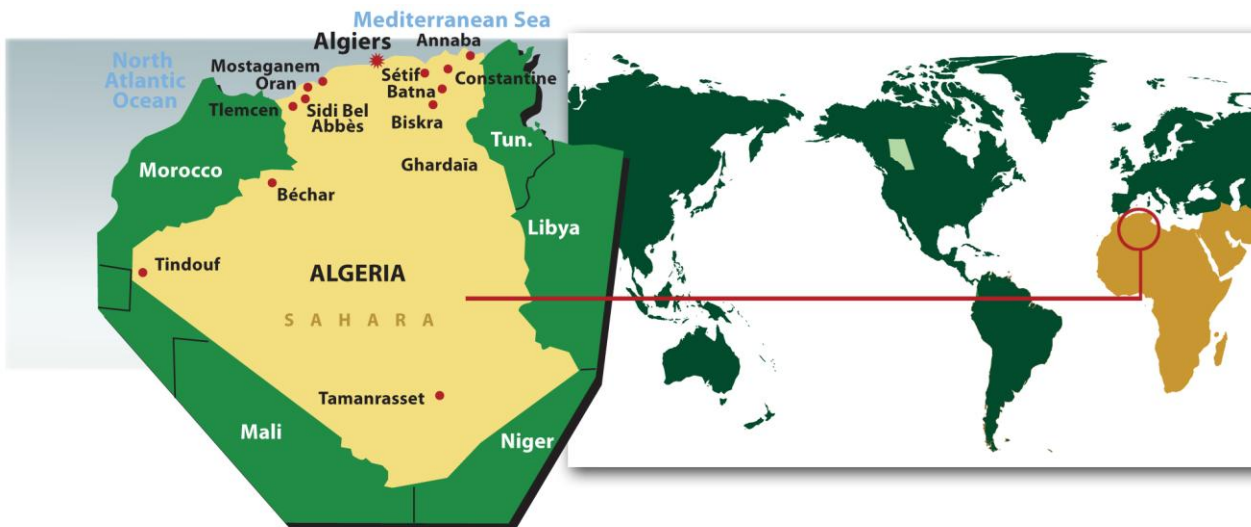 Mediterranean Sea
North
Atlantic
Ocean
Algiers
Annaba
Mostaganem
Oran
Sétif
Constantine
Batna
Tlemcen
Sidi Bel
Abbès
Biskra
Tun.
Morocco
Ghardaïa
Béchar
Libya
Tindouf
ALGERIA
SAHARA
Tamanrasset
Mali
Niger